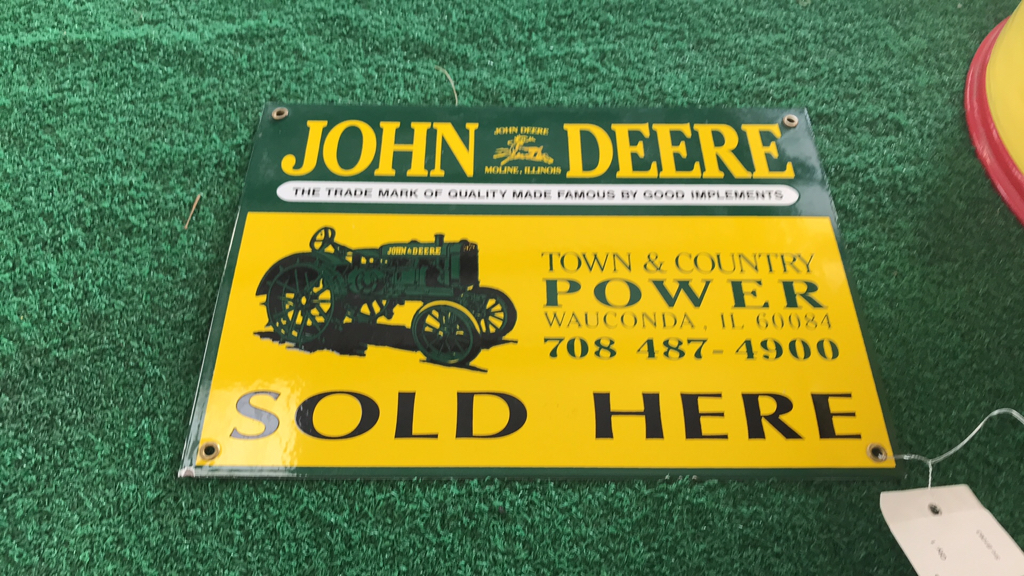 JOHN DEERE
JOHN DEERE
MOLINE, ILLINOIS
THE TRADE MARK OF QUALITY MADE FAMOUS BY GOOD IMPLEMENTS
JOHN DEERE
TOWN & COUNTRY
POWER
WAUCONDA, IL 60084
708 487-4900
SOLD HERE